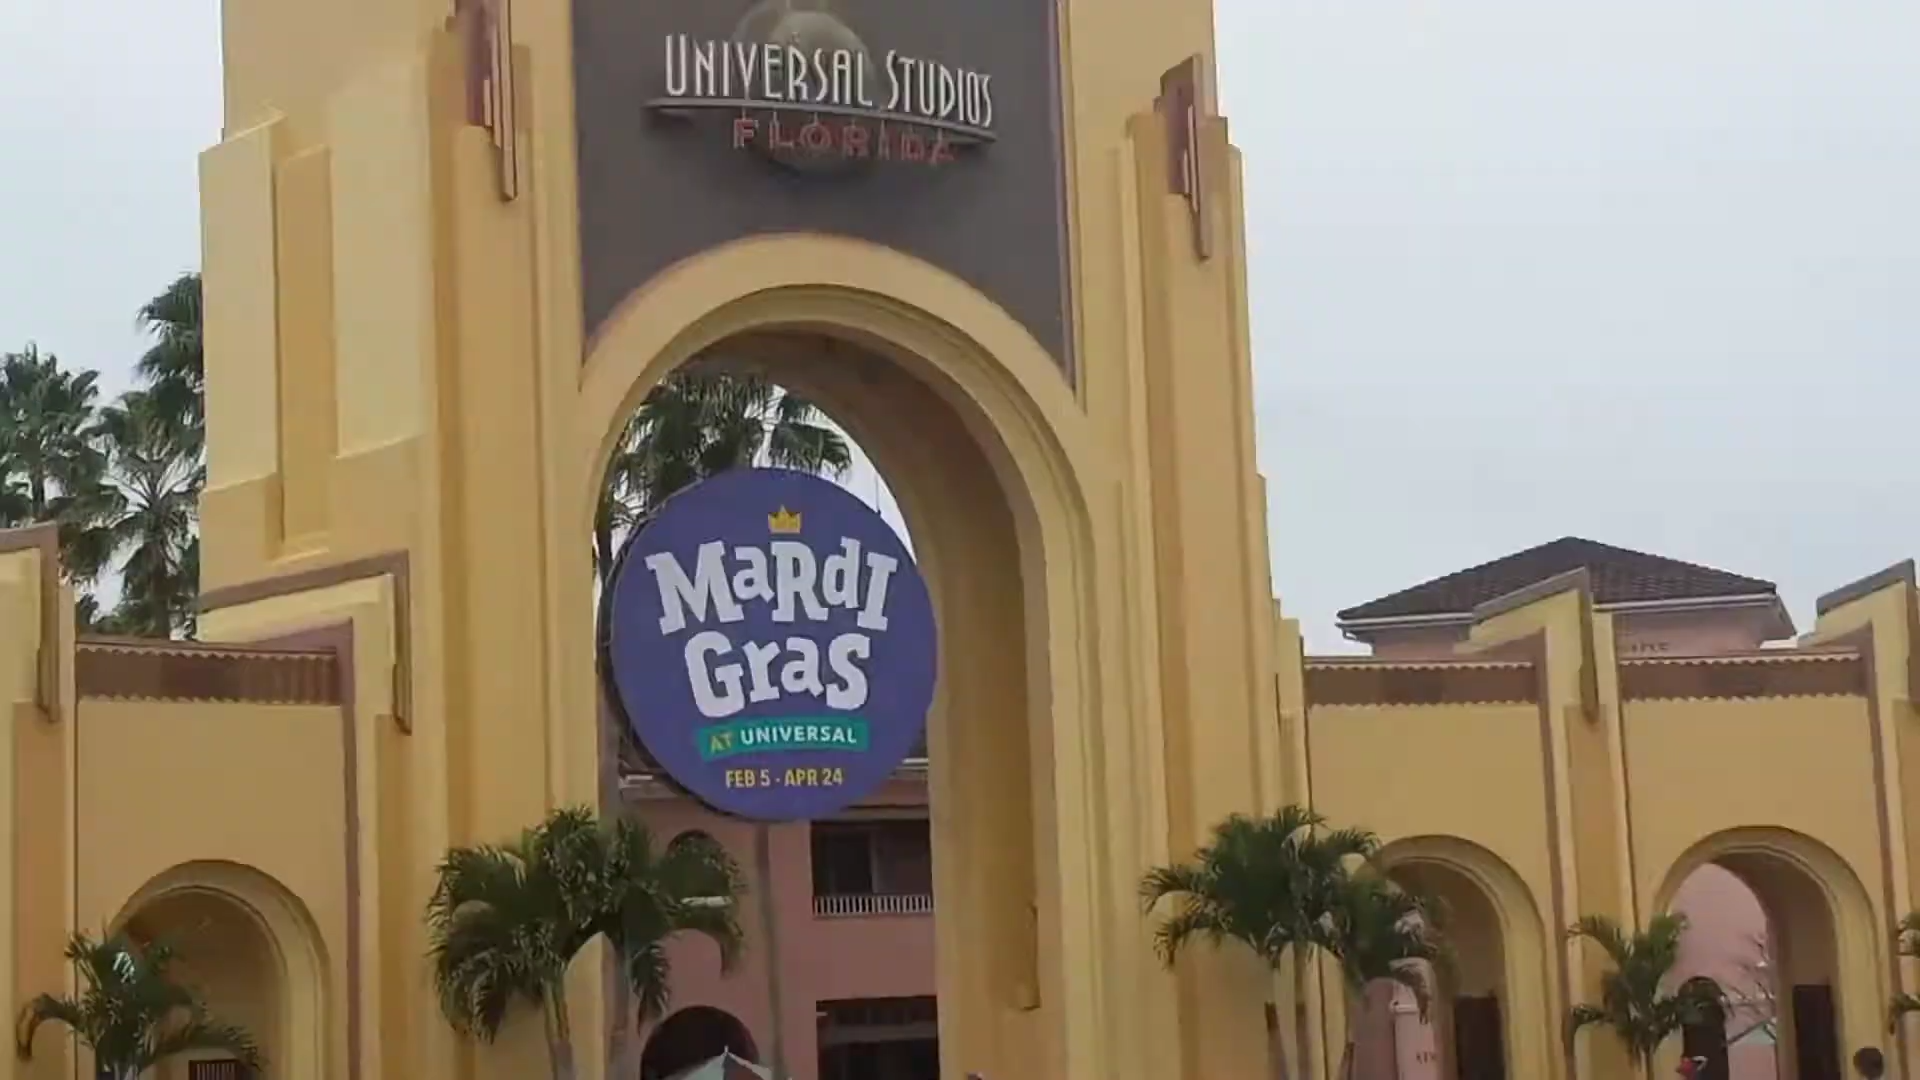 UNIVERSAL STUDIOS
FLORIDA
MaRdI
GraS
AT UNIVERSAL
FEB 5 - APR 24